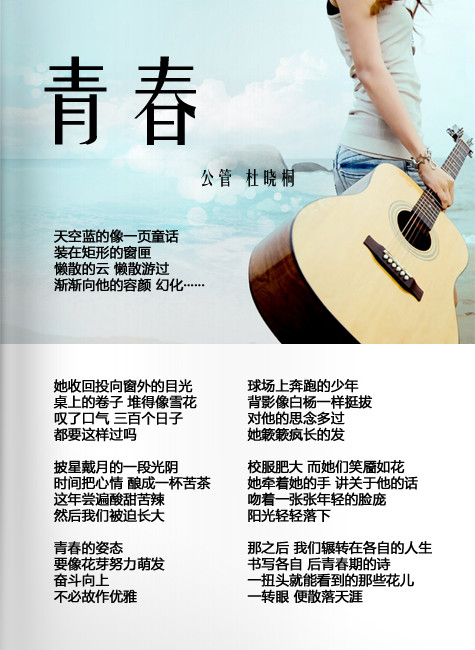 青春
公管 杜晓桐
天空蓝的像一页童话
装在矩形的窗匣
懒散的云 懒散游过
渐渐向他的容颜 幻化……
她收回投向窗外的目光
桌上的卷子 堆得像雪花
叹了口气 三百个日子
都要这样过吗
披星戴月的一段光阴
时间把心情 酿成一杯苦茶
这年尝遍酸甜苦辣
然后我们被迫长大
青春的姿态
要像花芽努力萌发
奋斗向上
不必故作优雅
球场上奔跑的少年
背影像白杨一样挺拔
对他的思念多过
她簌簌疯长的发
校服肥大 而她们笑靥如花
她牵着她的手 讲关于他的话
吻着一张张年轻的脸庞
阳光轻轻落下
那之后 我们辗转在各自的人生
书写各自 后青春期的诗
一扭头就能看到的那些花儿
一转眼 便散落天涯